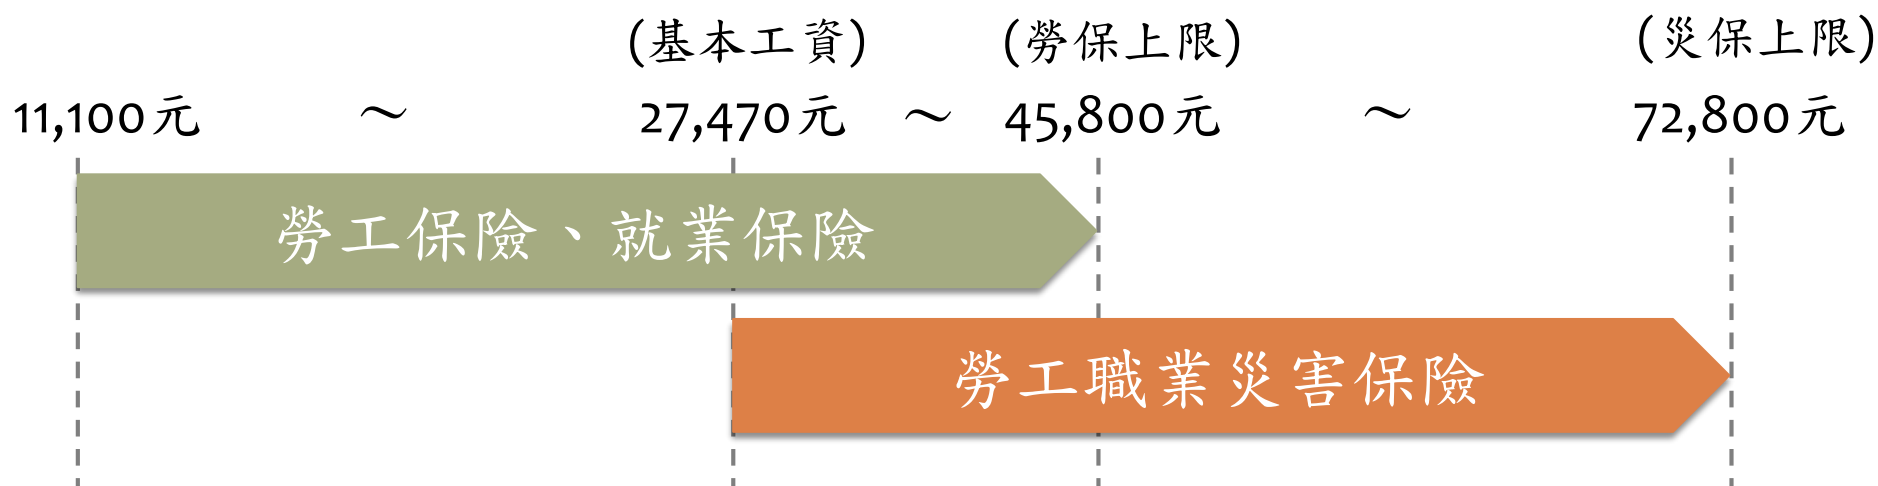 (基本工資) (勞保上限) (災保上限)
11,100元 ～ 27,470元 ～ 45,800元 ～ 72,800元
勞工保險、就業保險
勞工職業災害保險